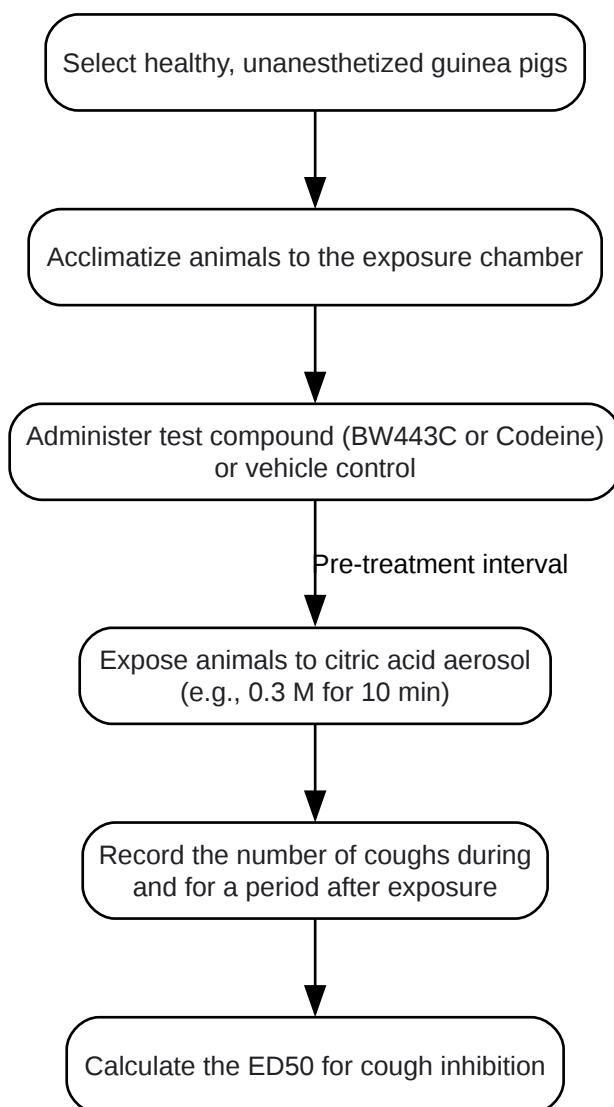 Select healthy, unanesthetized guinea pigs
Acclimatize animals to the exposure chamber
Administer test compound (BW443C or Codeine)
or vehicle control
Pre-treatment interval
Expose animals to citric acid aerosol
(e.g., 0.3 M for 10 min)
Record the number of coughs during
and for a period after exposure
Calculate the ED50 for cough inhibition